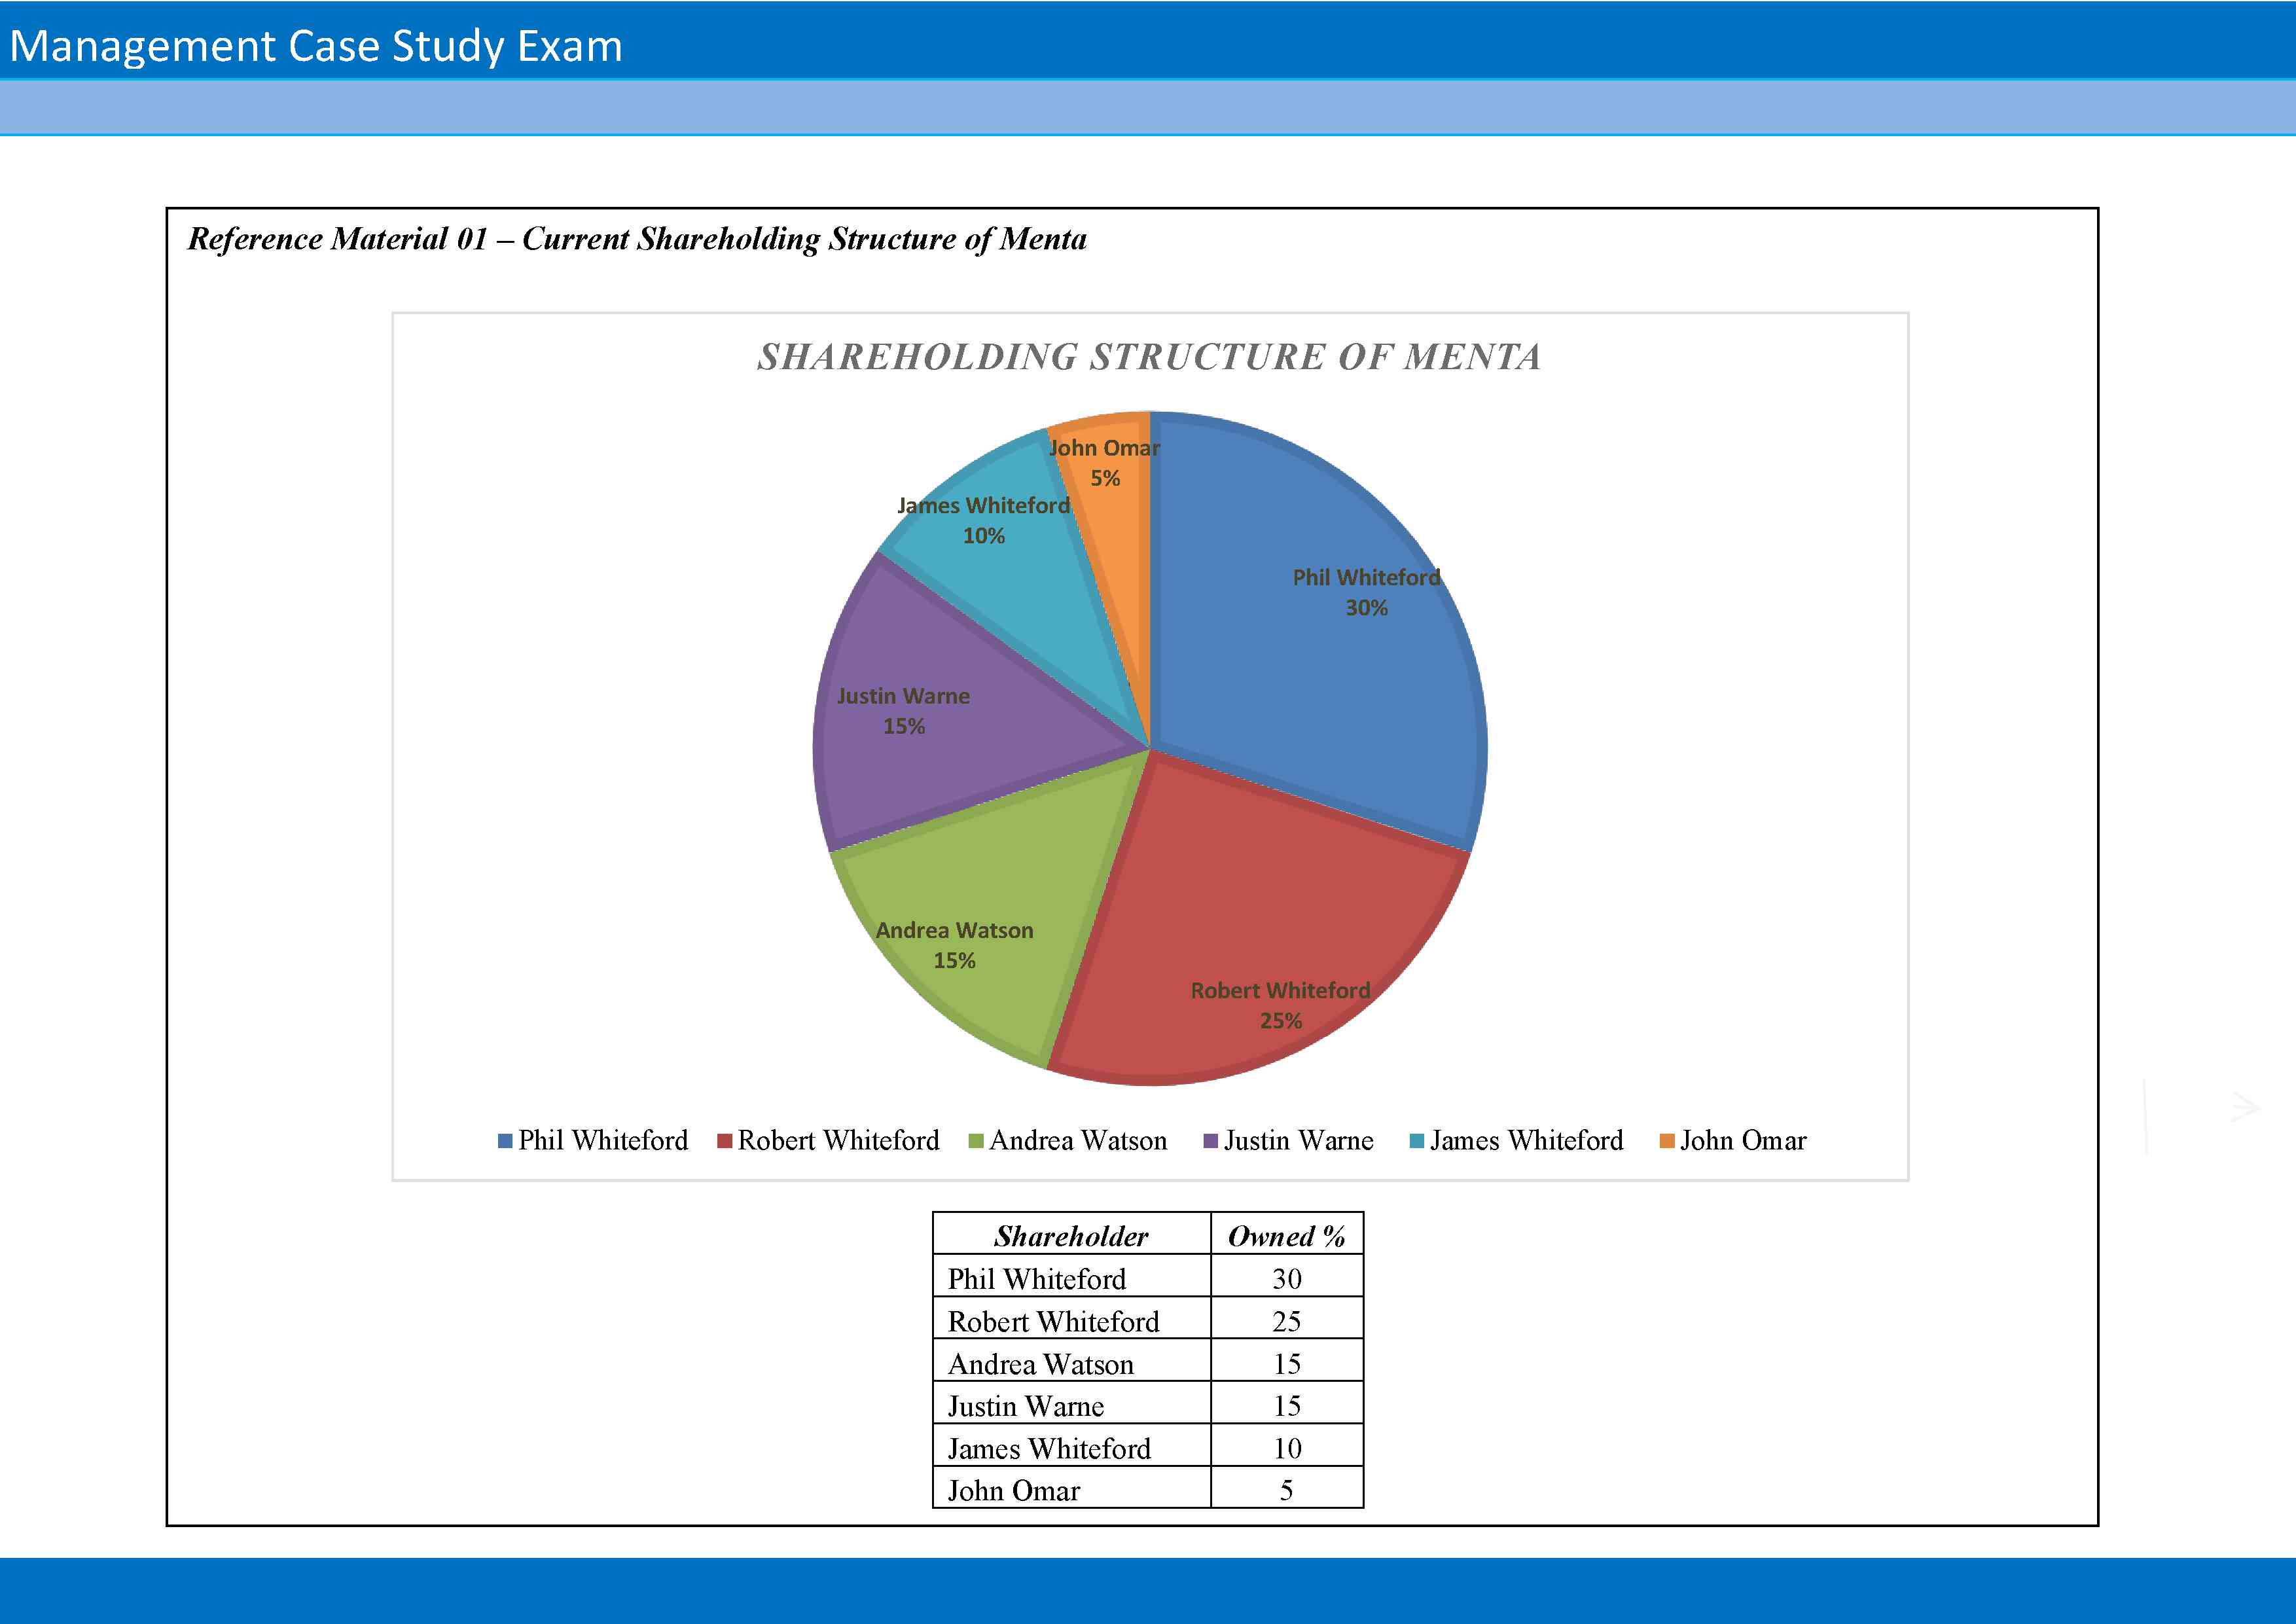 Management Case Study Exam
Reference Material 01 – Current Shareholding Structure of Menta
SHAREHOLDING STRUCTURE OF MENTA
John Omar
5%
James Whiteford
10%
Phil Whiteford
30%
Justin Warne
15%
Andrea Watson
15%
Robert Whiteford
25%
Phil Whiteford Robert Whiteford Andrea Watson Justin Warne James Whiteford John Omar
Shareholder Owned %
Phil Whiteford 30
Robert Whiteford 25
Andrea Watson 15
Justin Warne 15
James Whiteford 10
John Omar 5